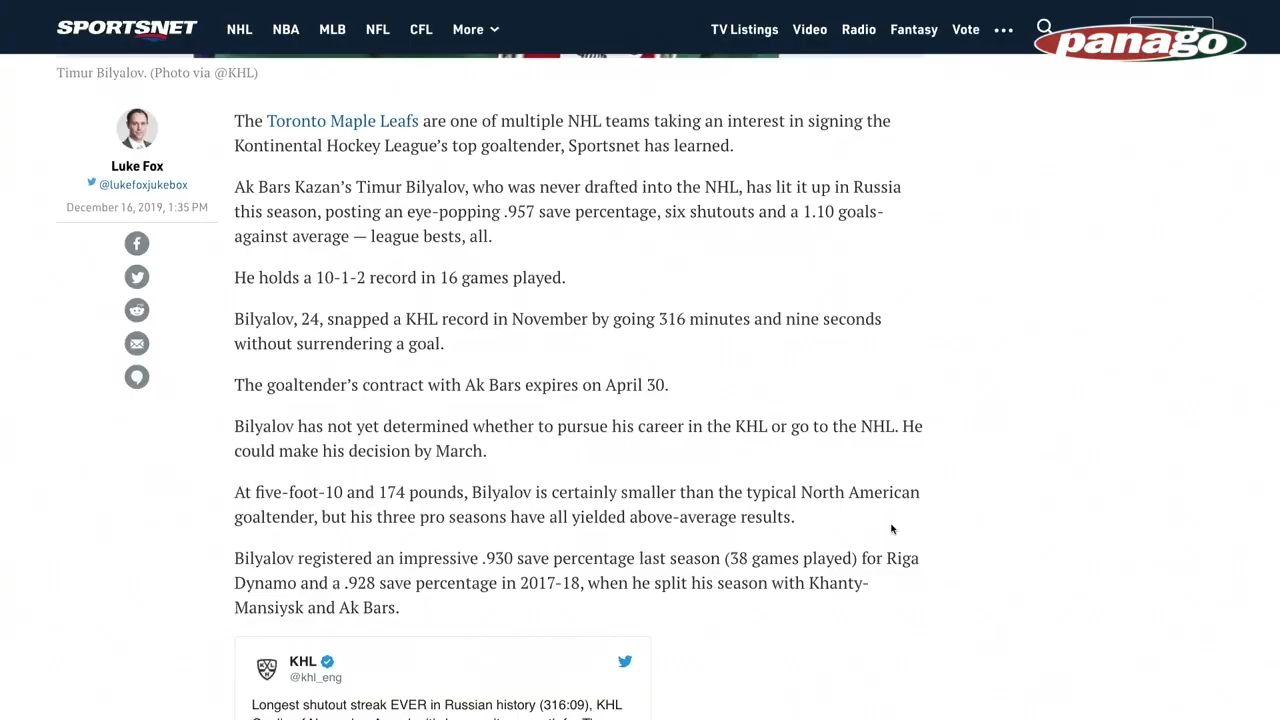 SPORTSNET NHL NBA MLB NFL CFL More TV Listings Video Radio Fantasy Vote
panago
Timur Bilyalov. (Photo via @KHL)
Luke Fox
@lukefoxjukebox
December 16, 2019, 1:35 PM
The Toronto Maple Leafs are one of multiple NHL teams taking an interest in signing the
Kontinental Hockey League’s top goaltender, Sportsnet has learned.
Ak Bars Kazan’s Timur Bilyalov, who was never drafted into the NHL, has lit it up in Russia
this season, posting an eye-popping .957 save percentage, six shutouts and a 1.10 goals-
against average — league bests, all.
He holds a 10-1-2 record in 16 games played.
Bilyalov, 24, snapped a KHL record in November by going 316 minutes and nine seconds
without surrendering a goal.
The goaltender’s contract with Ak Bars expires on April 30.
Bilyalov has not yet determined whether to pursue his career in the KHL or go to the NHL. He
could make his decision by March.
At five-foot-10 and 174 pounds, Bilyalov is certainly smaller than the typical North American
goaltender, but his three pro seasons have all yielded above-average results.
Bilyalov registered an impressive .930 save percentage last season (38 games played) for Riga
Dynamo and a .928 save percentage in 2017-18, when he split his season with Khanty-
Mansiysk and Ak Bars.
KHL
@khl_eng
Longest shutout streak EVER in Russian history (316:09), KHL